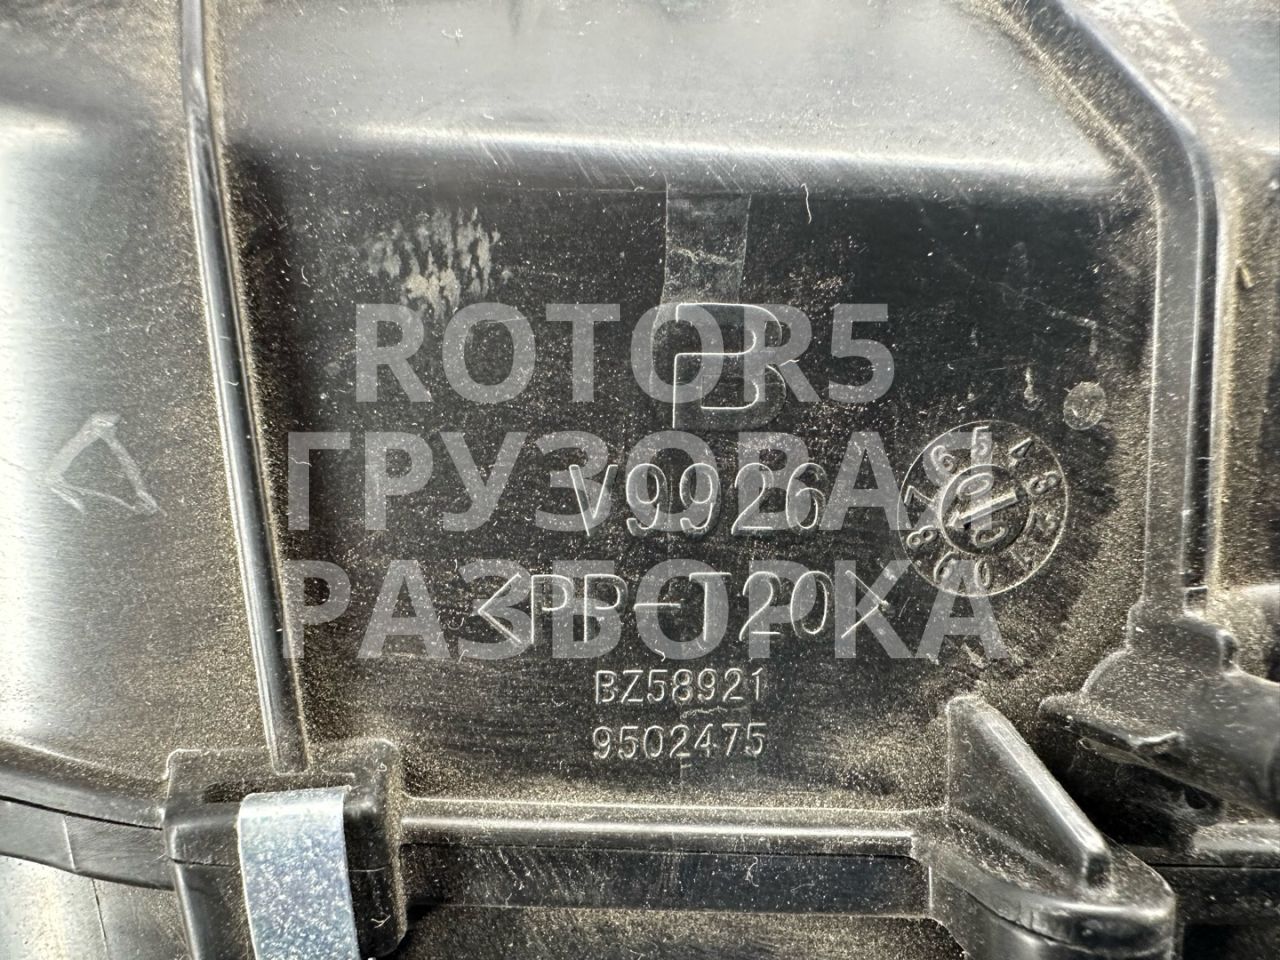 ROTOR5
ГРУЗОВАЯ
РАЗБОРКА
B
V9926
>PP-T20<
BZ58921
9502475